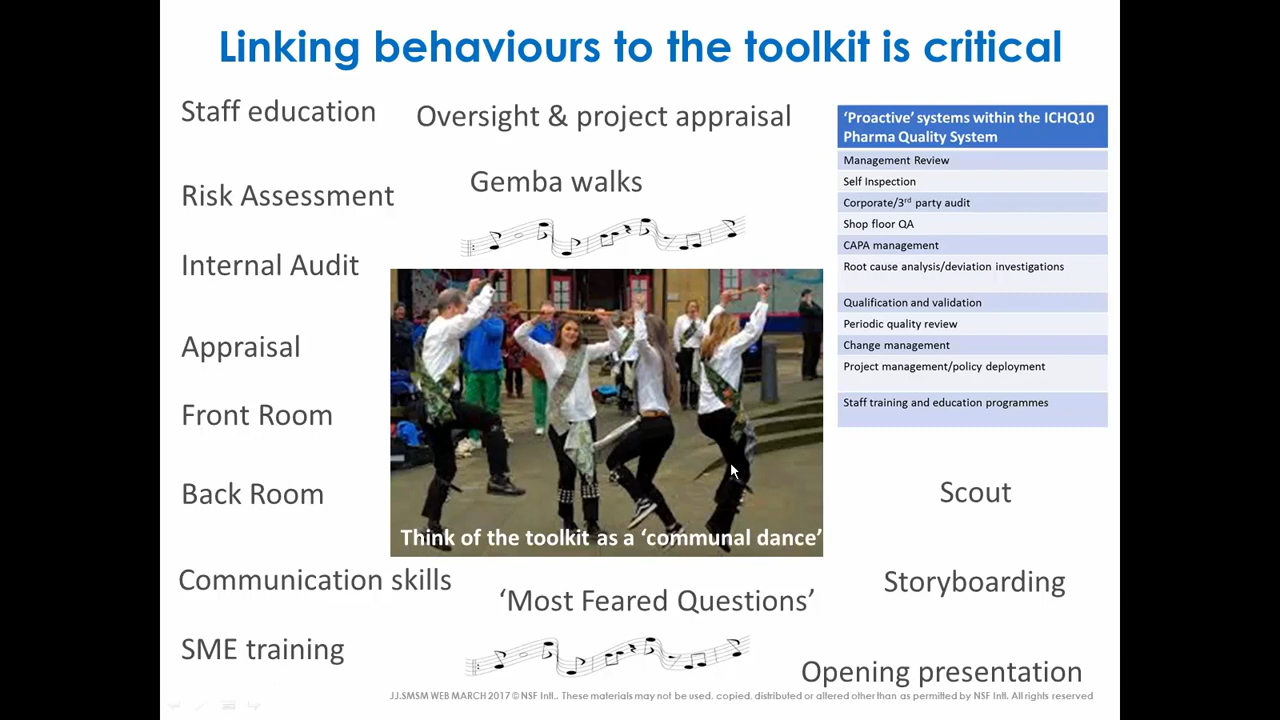 Linking behaviours to the toolkit is critical
Staff education
Oversight & project appraisal
Risk Assessment
Gemba walks
Internal Audit
Appraisal
Front Room
Back Room
Communication skills
SME training
Think of the toolkit as a ‘communal dance’
‘Most Feared Questions’
‘Proactive’ systems within the ICHQ10
Pharma Quality System
Management Review
Self Inspection
Corporate/3rd party audit
Shop floor QA
CAPA management
Root cause analysis/deviation investigations
Qualification and validation
Periodic quality review
Change management
Project management/policy deployment
Staff training and education programmes
Scout
Storyboarding
Opening presentation
JJ.SMSM WEB MARCH 2017 © NSF Intl.. These materials may not be used, copied, distributed or altered other than as permitted by NSF Intl. All rights reserved